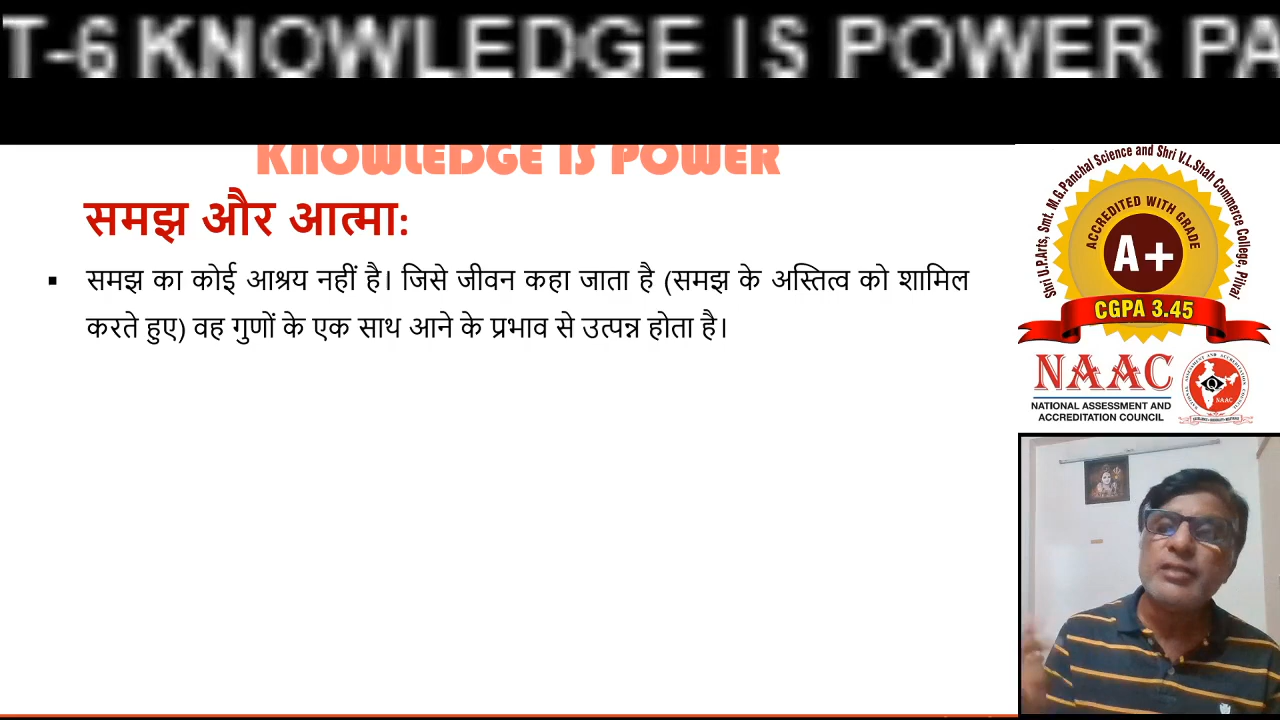 T-6 KNOWLEDGE IS POWER PA
KNOWLEDGE IS POWER
समझ और आत्मा:
▪ समझ का कोई आश्रय नहीं है। जिसे जीवन कहा जाता है (समझ के अस्तित्व को शामिल
करते हुए) वह गुणों के एक साथ आने के प्रभाव से उत्पन्न होता है।
Shri U.P.Arts, Smt. M.G.Panchal Science and Shri V.L.Shah Commerce College, Pilvai
ACCREDITED WITH GRADE
A+
CGPA 3.45
NAAC
NATIONAL ASSESSMENT AND
ACCREDITATION COUNCIL
NAAC